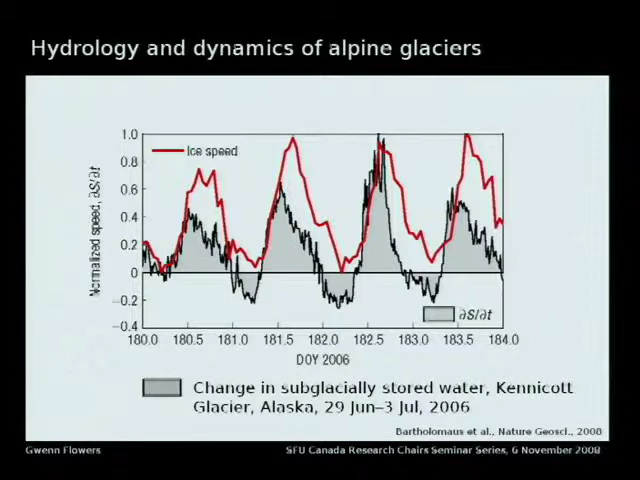 Hydrology and dynamics of alpine glaciers
1.0
0.8
0.6
0.4
0.2
0
−0.2
−0.4
Normalized speed, ∂S/∂t
Ice speed
∂S/∂t
180.0 180.5 181.0 181.5 182.0 182.5 183.0 183.5 184.0
DOY 2006
Change in subglacially stored water, Kennicott
Glacier, Alaska, 29 Jun–3 Jul, 2006
Bartholomaus et al., Nature Geosci., 2008
Gwenn Flowers SFU Canada Research Chairs Seminar Series, 6 November 2008